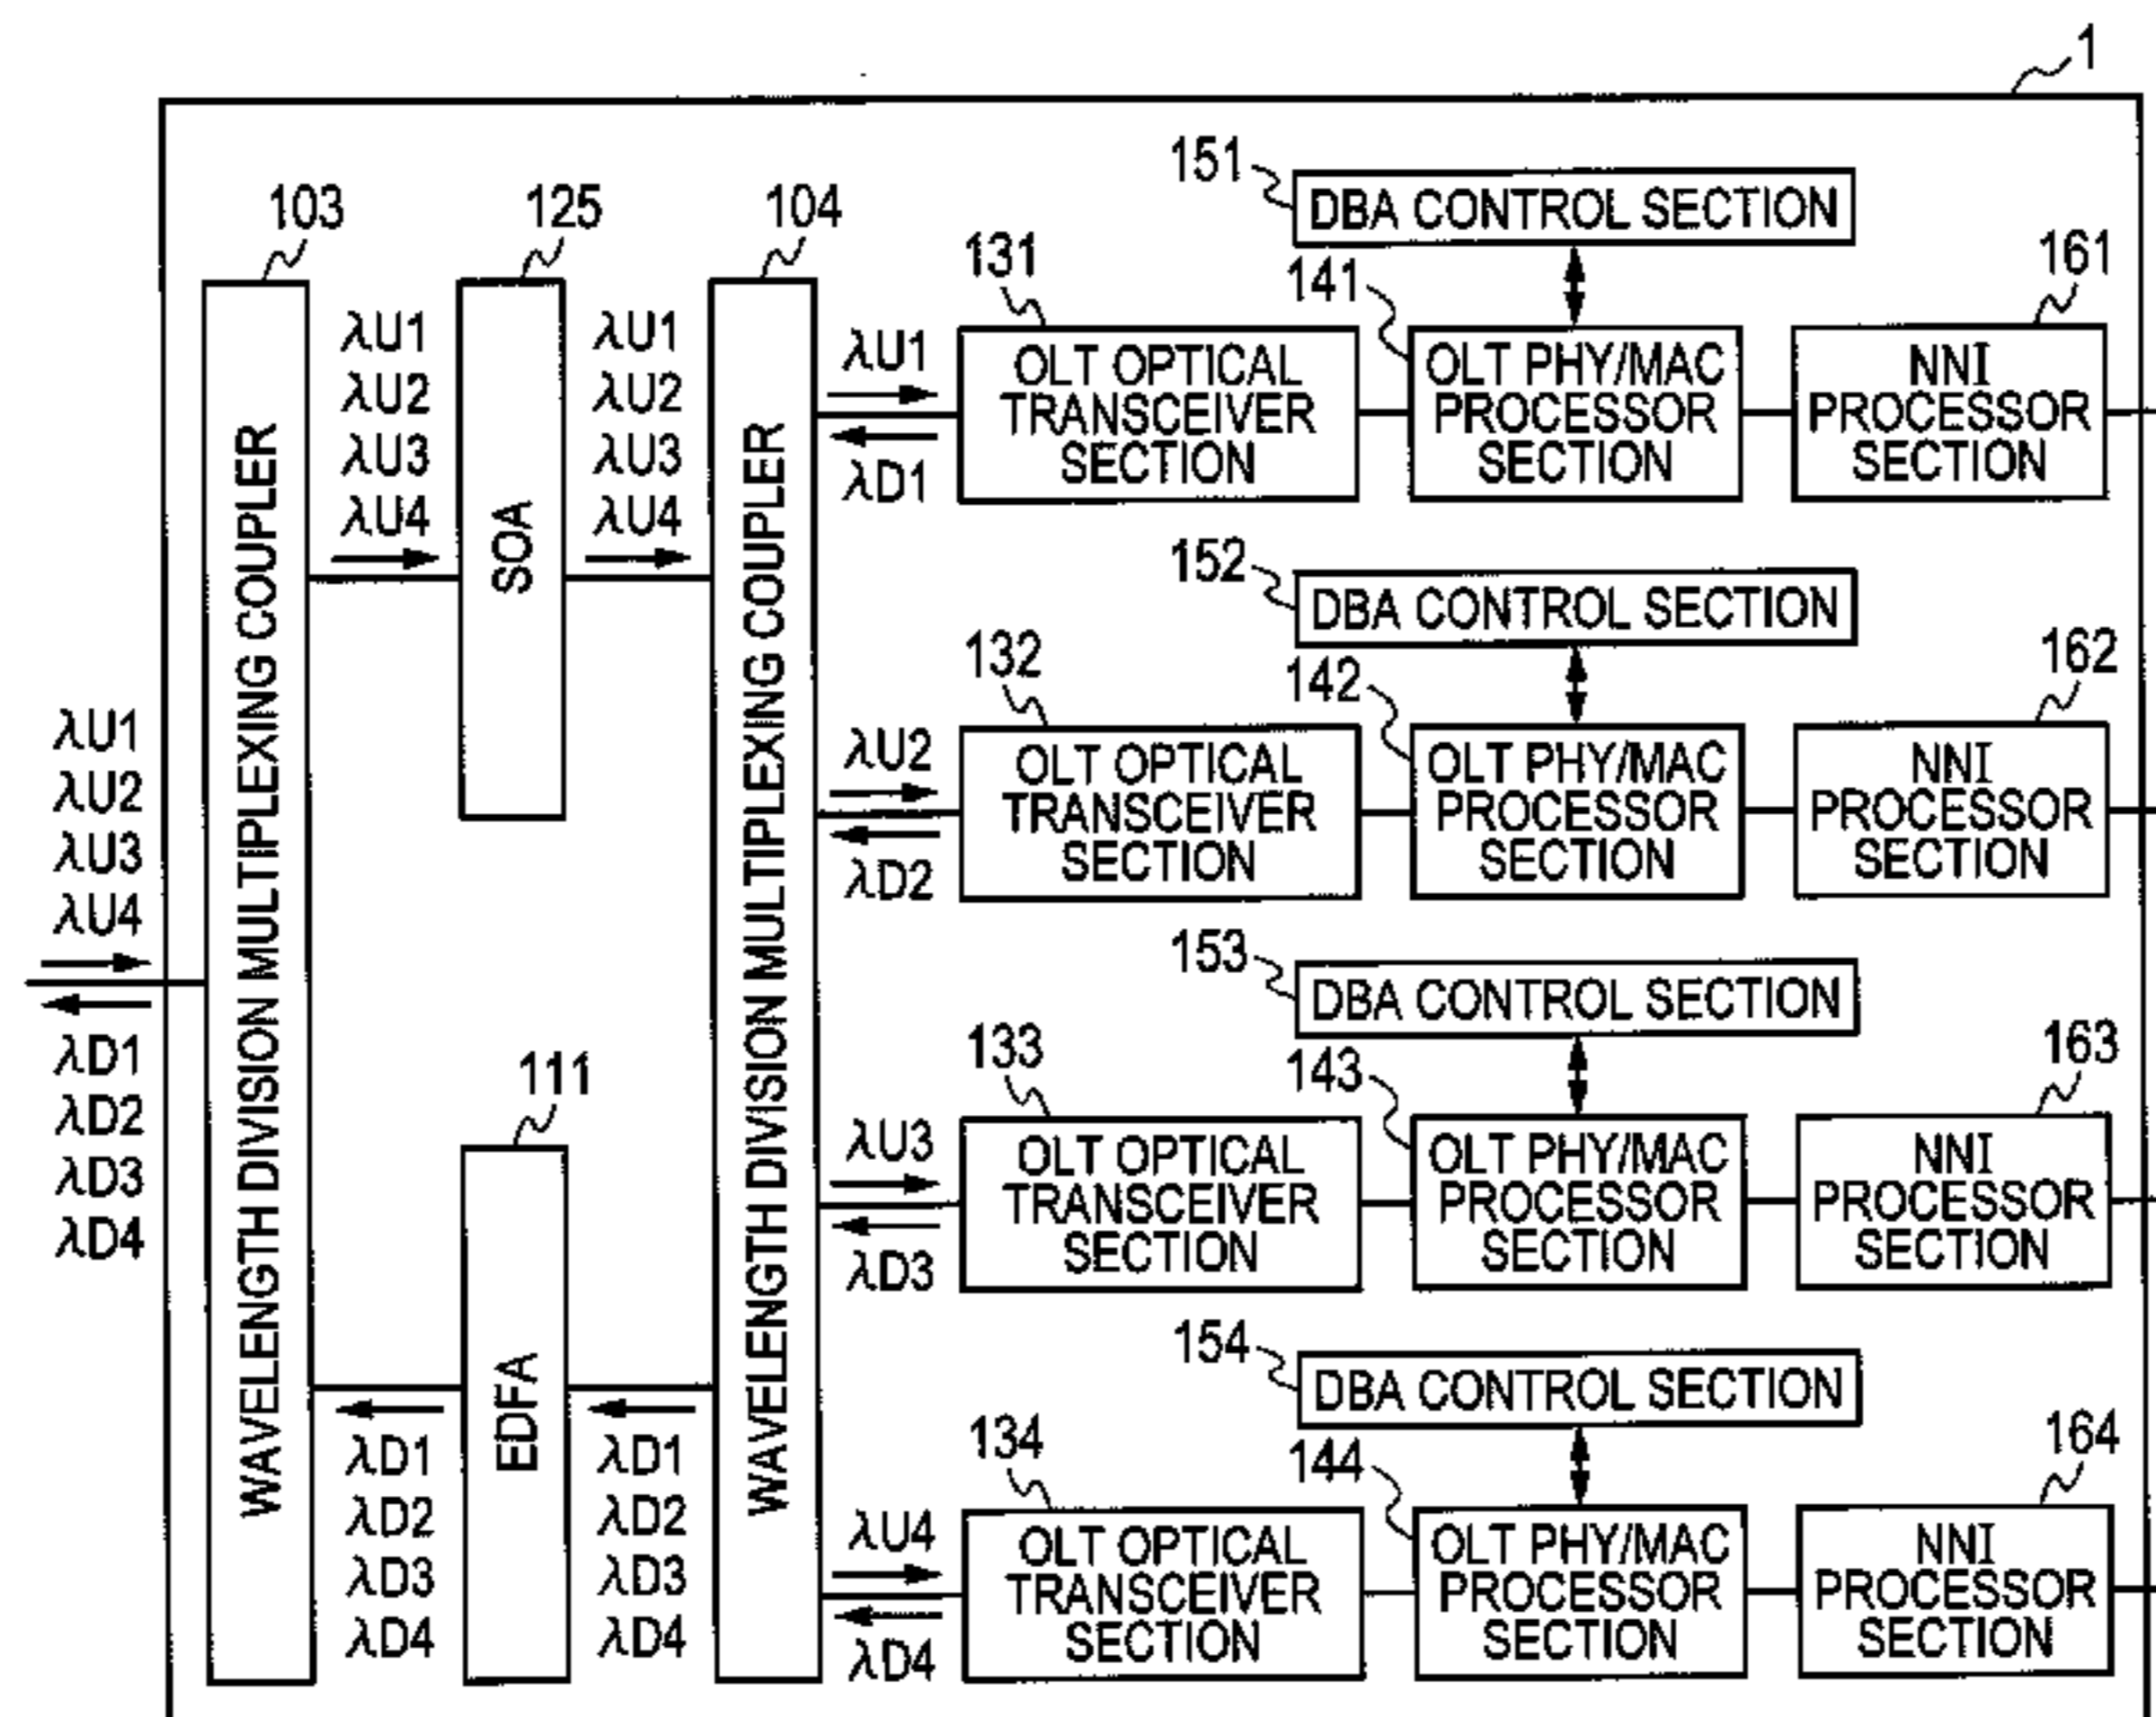 1
103
125
104
151
DBA CONTROL SECTION
131
141
161
λU1
λU2
λU3
λU4
λU1
λU2
λU3
λU4
λU1
λD1
OLT OPTICAL
TRANSCEIVER
SECTION
OLT PHY/MAC
PROCESSOR
SECTION
NNI
PROCESSOR
SECTION
WAVELENGTH DIVISION MULTIPLEXING COUPLER
SOA
WAVELENGTH DIVISION MULTIPLEXING COUPLER
152
DBA CONTROL SECTION
132
142
162
λU2
λD2
OLT OPTICAL
TRANSCEIVER
SECTION
OLT PHY/MAC
PROCESSOR
SECTION
NNI
PROCESSOR
SECTION
λU1
λU2
λU3
λU4
λD1
λD2
λD3
λD4
153
DBA CONTROL SECTION
111
133
143
163
λU3
λD3
OLT OPTICAL
TRANSCEIVER
SECTION
OLT PHY/MAC
PROCESSOR
SECTION
NNI
PROCESSOR
SECTION
EDFA
λD1
λD2
λD3
λD4
λD1
λD2
λD3
λD4
154
DBA CONTROL SECTION
134
144
164
λU4
λD4
OLT OPTICAL
TRANSCEIVER
SECTION
OLT PHY/MAC
PROCESSOR
SECTION
NNI
PROCESSOR
SECTION